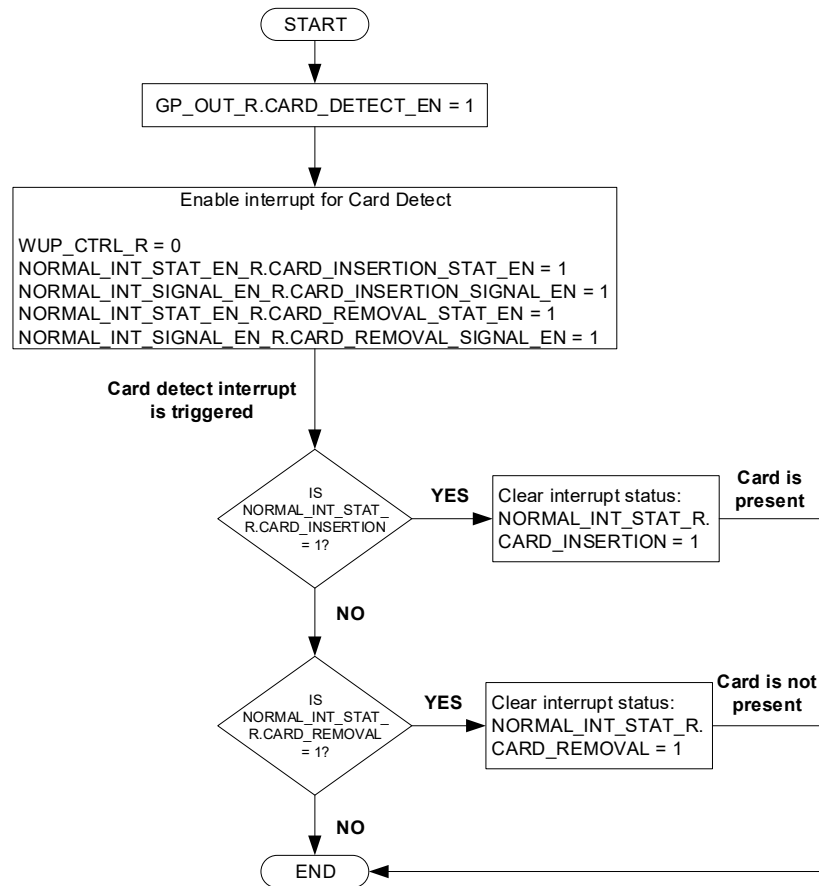 START
GP_OUT_R.CARD_DETECT_EN = 1
Enable interrupt for Card Detect
WUP_CTRL_R = 0
NORMAL_INT_STAT_EN_R.CARD_INSERTION_STAT_EN = 1
NORMAL_INT_SIGNAL_EN_R.CARD_INSERTION_SIGNAL_EN = 1
NORMAL_INT_STAT_EN_R.CARD_REMOVAL_STAT_EN = 1
NORMAL_INT_SIGNAL_EN_R.CARD_REMOVAL_SIGNAL_EN = 1
Card detect interrupt
is triggered
IS
NORMAL_INT_STAT_
R.CARD_INSERTION
= 1?
YES
Clear interrupt status:
NORMAL_INT_STAT_R.
CARD_INSERTION = 1
Card is
present
NO
IS
NORMAL_INT_STAT_
R.CARD_REMOVAL
= 1?
YES
Clear interrupt status:
NORMAL_INT_STAT_R.
CARD_REMOVAL = 1
Card is not
present
NO
END